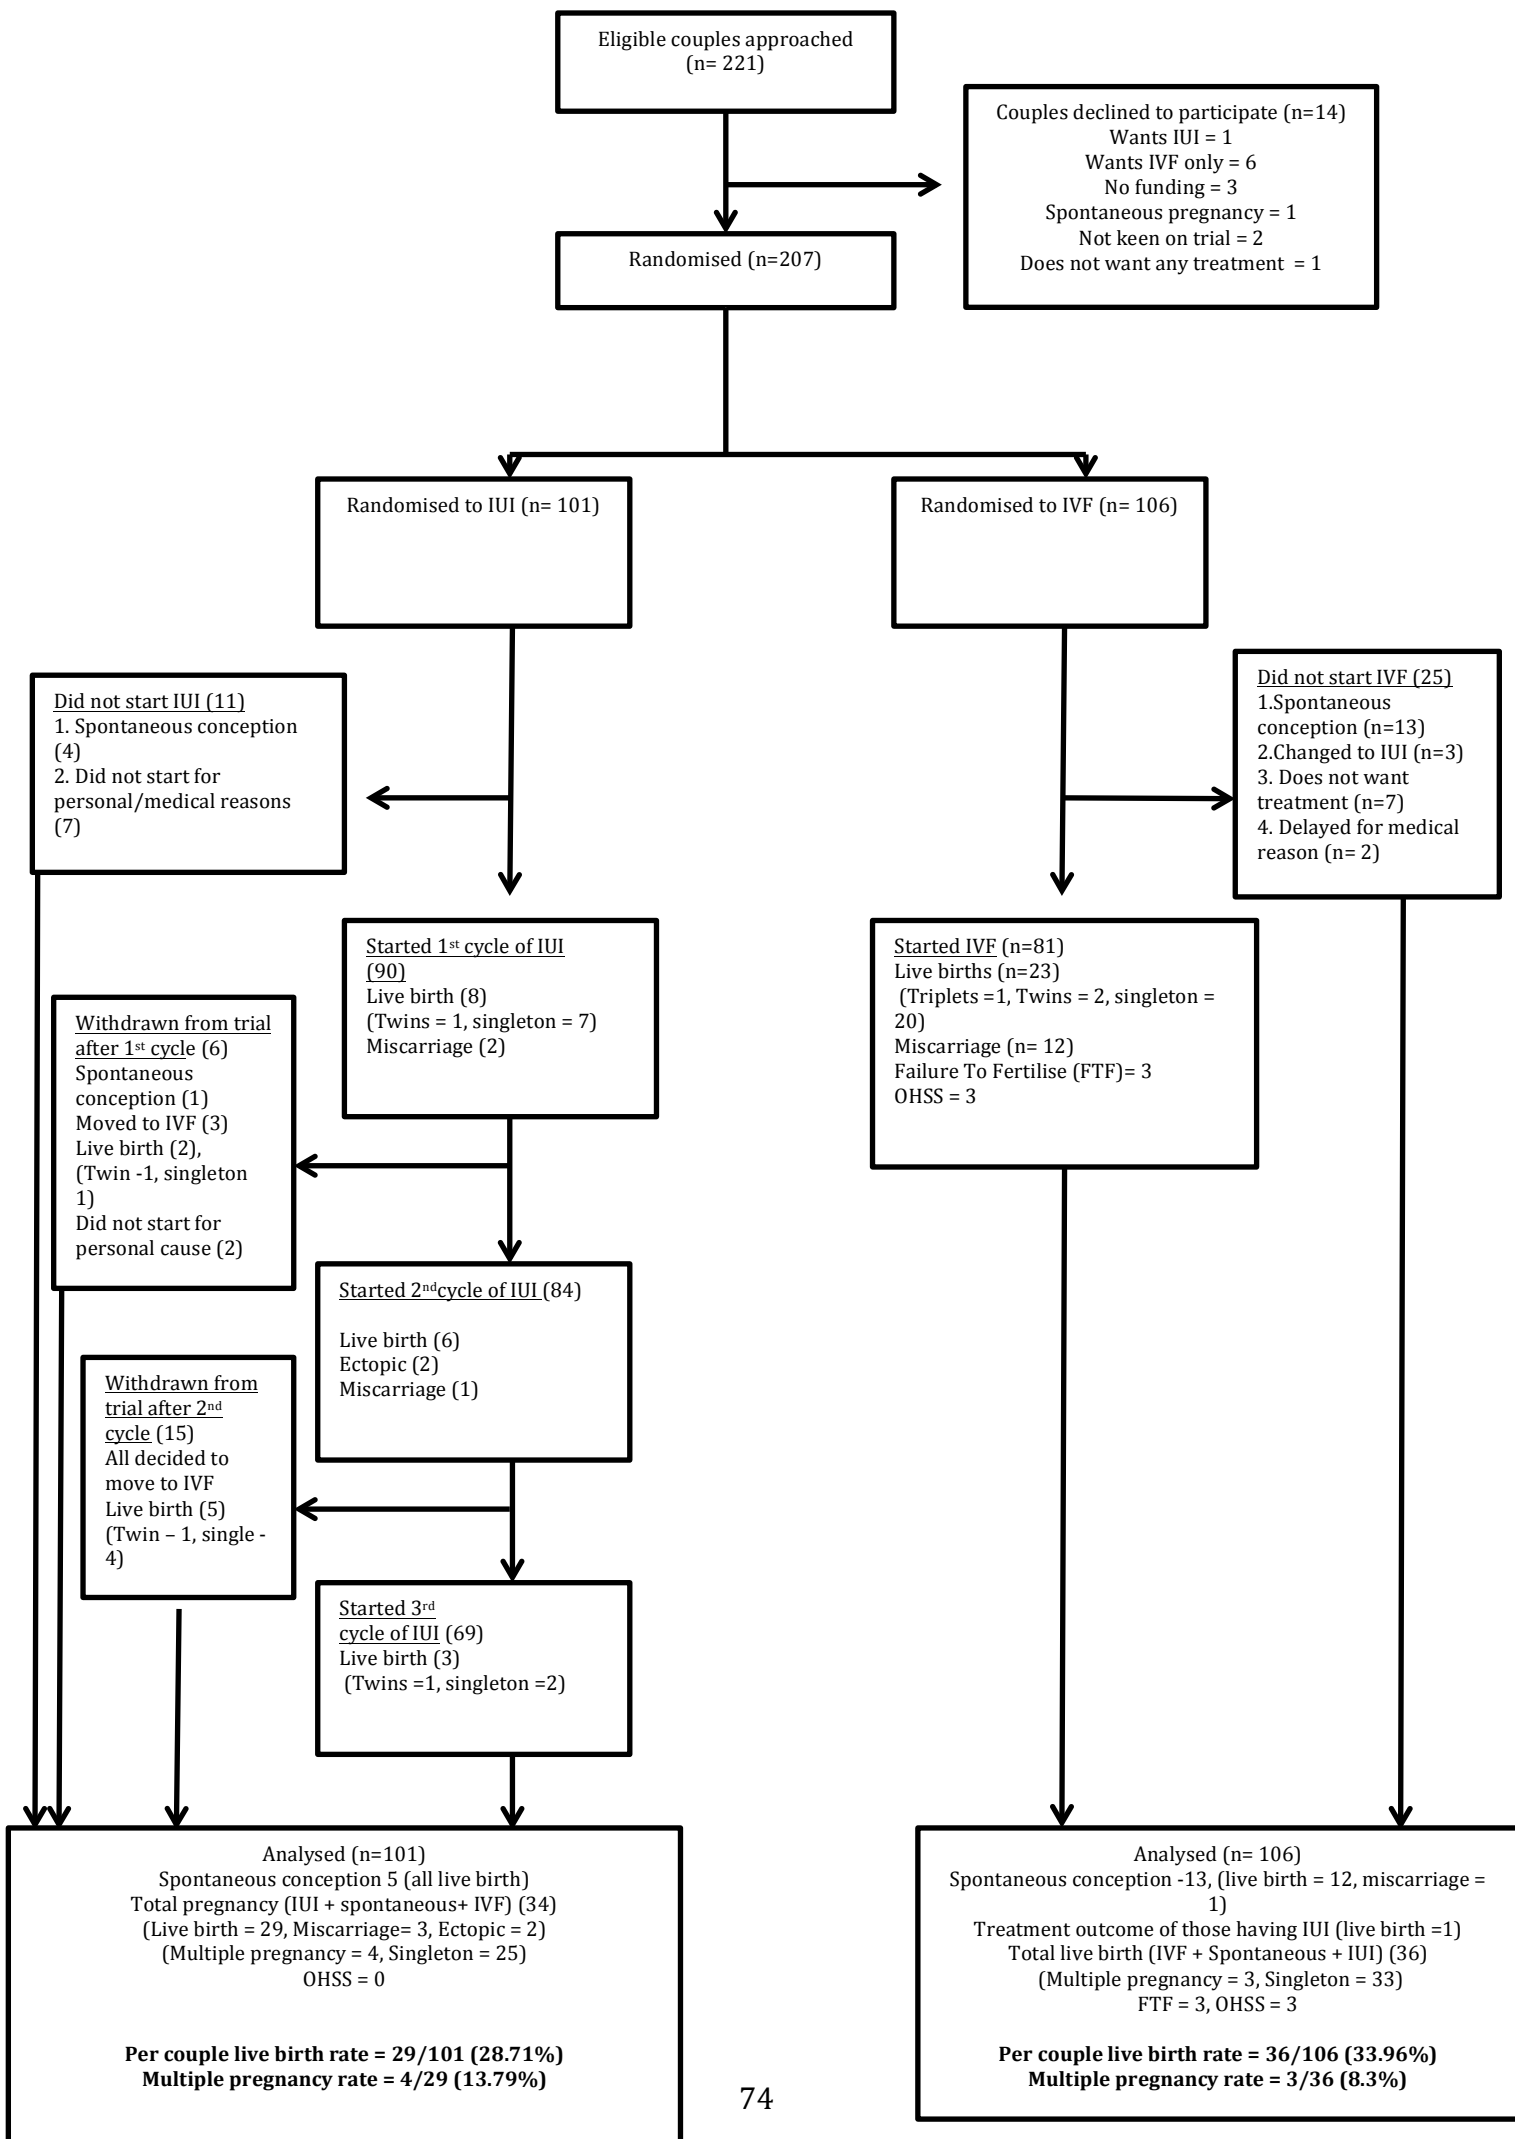 Eligible couples approached
(n= 221)
Couples declined to participate (n=14)
Wants IUI = 1
Wants IVF only = 6
No funding = 3
Spontaneous pregnancy = 1
Not keen on trial = 2
Does not want any treatment = 1
Randomised (n=207)
Randomised to IUI (n= 101)
Randomised to IVF (n= 106)
Did not start IUI (11)
1. Spontaneous conception
(4)
2. Did not start for
personal/medical reasons
(7)
Did not start IVF (25)
1.Spontaneous
conception (n=13)
2.Changed to IUI (n=3)
3. Does not want
treatment (n=7)
4. Delayed for medical
reason (n= 2)
Started 1st cycle of IUI
(90)
Live birth (8)
(Twins = 1, singleton = 7)
Miscarriage (2)
Started IVF (n=81)
Live births (n=23)
(Triplets =1, Twins = 2, singleton =
20)
Miscarriage (n= 12)
Failure To Fertilise (FTF)= 3
OHSS = 3
Withdrawn from trial
after 1st cycle (6)
Spontaneous
conception (1)
Moved to IVF (3)
Live birth (2),
(Twin -1, singleton
1)
Did not start for
personal cause (2)
Started 2nd cycle of IUI (84)
Live birth (6)
Ectopic (2)
Miscarriage (1)
Withdrawn from
trial after 2nd
cycle (15)
All decided to
move to IVF
Live birth (5)
(Twin – 1, single -
4)
Started 3rd
cycle of IUI (69)
Live birth (3)
(Twins =1, singleton =2)
Analysed (n=101)
Spontaneous conception 5 (all live birth)
Total pregnancy (IUI + spontaneous+ IVF) (34)
(Live birth = 29, Miscarriage= 3, Ectopic = 2)
(Multiple pregnancy = 4, Singleton = 25)
OHSS = 0
Per couple live birth rate = 29/101 (28.71%)
Multiple pregnancy rate = 4/29 (13.79%)
Analysed (n= 106)
Spontaneous conception -13, (live birth = 12, miscarriage =
1)
Treatment outcome of those having IUI (live birth =1)
Total live birth (IVF + Spontaneous + IUI) (36)
(Multiple pregnancy = 3, Singleton = 33)
FTF = 3, OHSS = 3
Per couple live birth rate = 36/106 (33.96%)
Multiple pregnancy rate = 3/36 (8.3%)
74